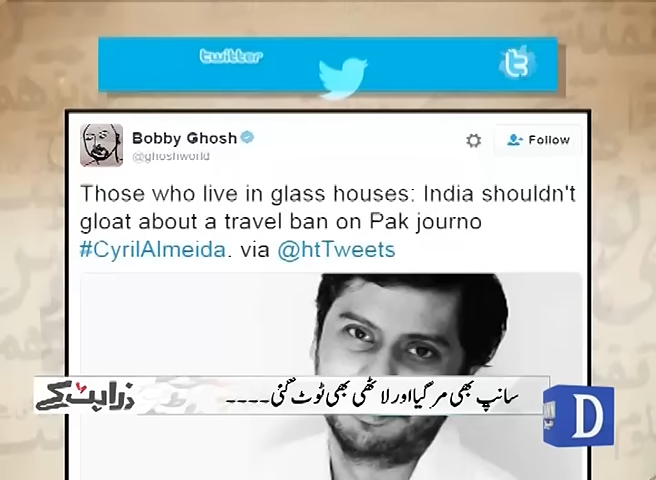 twitter
Bobby Ghosh
@ghoshworld
Follow
Those who live in glass houses: India shouldn't
gloat about a travel ban on Pak journo
#CyrilAlmeida. via @htTweets
سانپ بھی مر گیا اور لاٹھی بھی ٹوٹ گئی ----
ذرا ہٹ کے
D